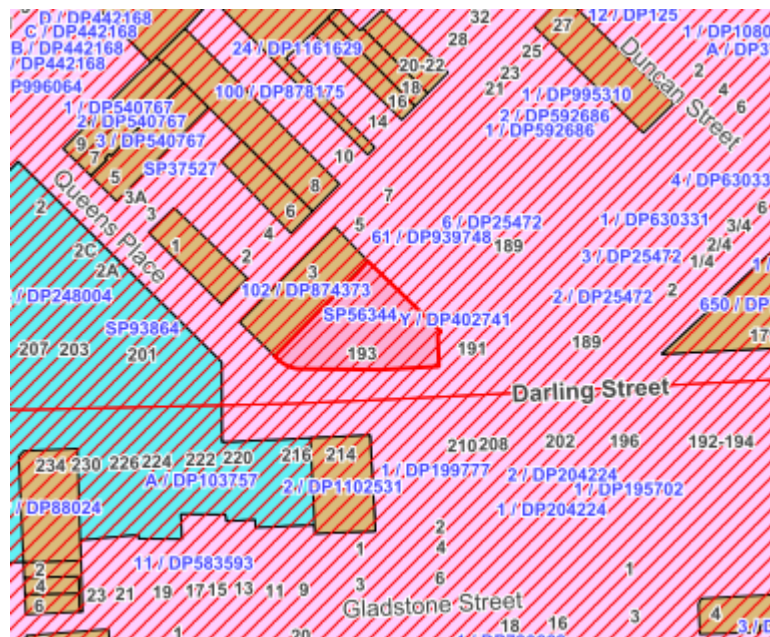 D / DP442168
C / DP442168
B / DP442168
/ DP442168
P996064
32
28
27
12 / DP125
1 / DP1080
A / DP3
24 / DP1161629
20-22
18
16
14
25
23
21
Duncan Street
2
4
6
100 / DP878175
1 / DP995310
2 / DP592686
1 / DP592686
1 / DP540767
2 / DP540767
3 / DP540767
9
7
5
3A
3
SP37527
10
8
6
4
2
7
5
4 / DP63033
Queens Place
2
2C
2A
1
6 / DP25472
61 / DP939748
189
1 / DP630331
3 / DP25472
6
3/4
2/4
1/4
2
/ DP248004
3
102 / DP874373
SP56344
Y / DP402741
2 / DP25472
650 / DP
17
SP93864
207
203
201
193
191
189
Darling Street
234
230
226
224
222
220
216
214
210
208
202
196
192-194
A / DP103757
1 / DP199777
2 / DP1102531
2 / DP204224
1 / DP195702
1 / DP204224
/ DP88024
11 / DP583593
2
4
6
23
21
19
17
15
13
11
9
1
3
2
4
6
1
3
Gladstone Street
18
16
4
3 / D
1
20